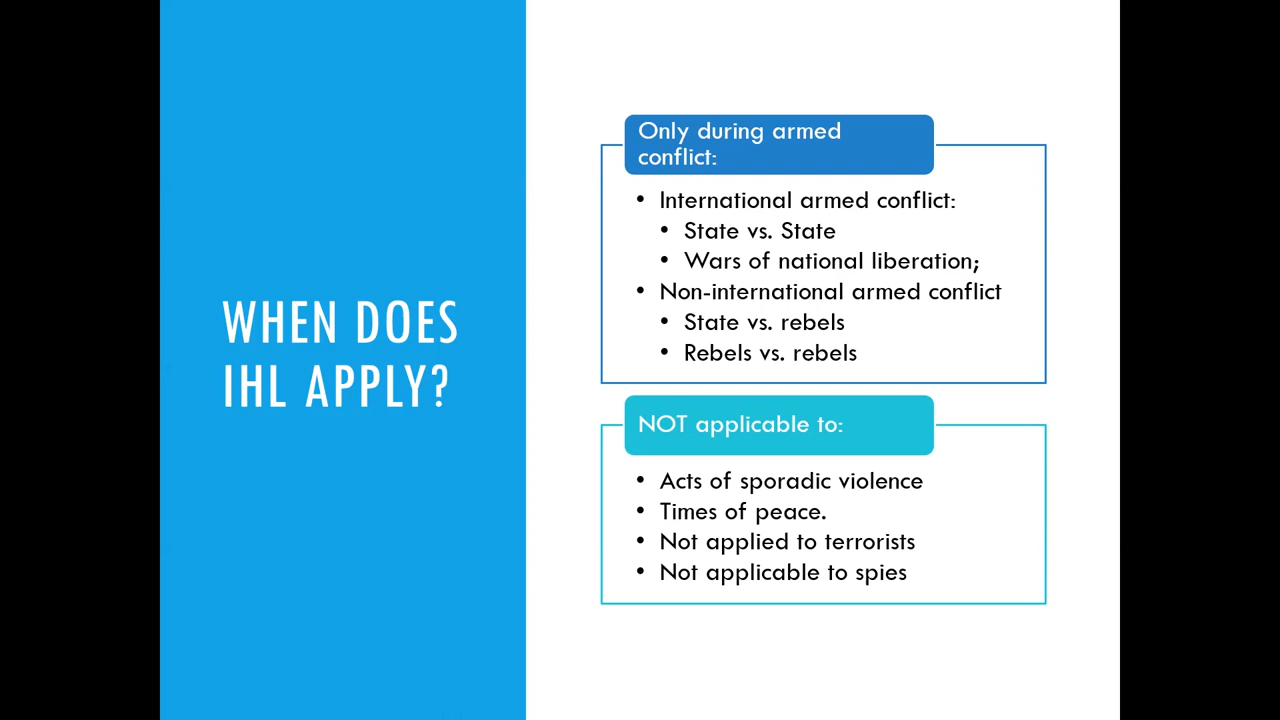 WHEN DOES
IHL APPLY?
Only during armed
conflict:
• International armed conflict:
• State vs. State
• Wars of national liberation;
• Non-international armed conflict
• State vs. rebels
• Rebels vs. rebels
NOT applicable to:
• Acts of sporadic violence
• Times of peace.
• Not applied to terrorists
• Not applicable to spies